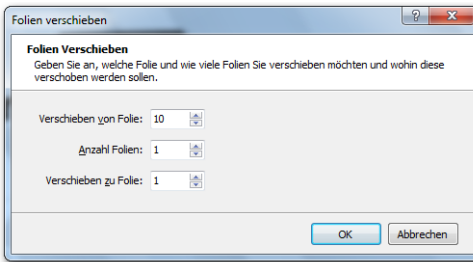 Folien verschieben
Folien Verschieben
Geben Sie an, welche Folie und wie viele Folien Sie verschieben möchten und wohin diese
verschoben werden sollen.
Verschieben von Folie: 10
Anzahl Folien: 1
Verschieben zu Folie: 1
OK Abbrechen